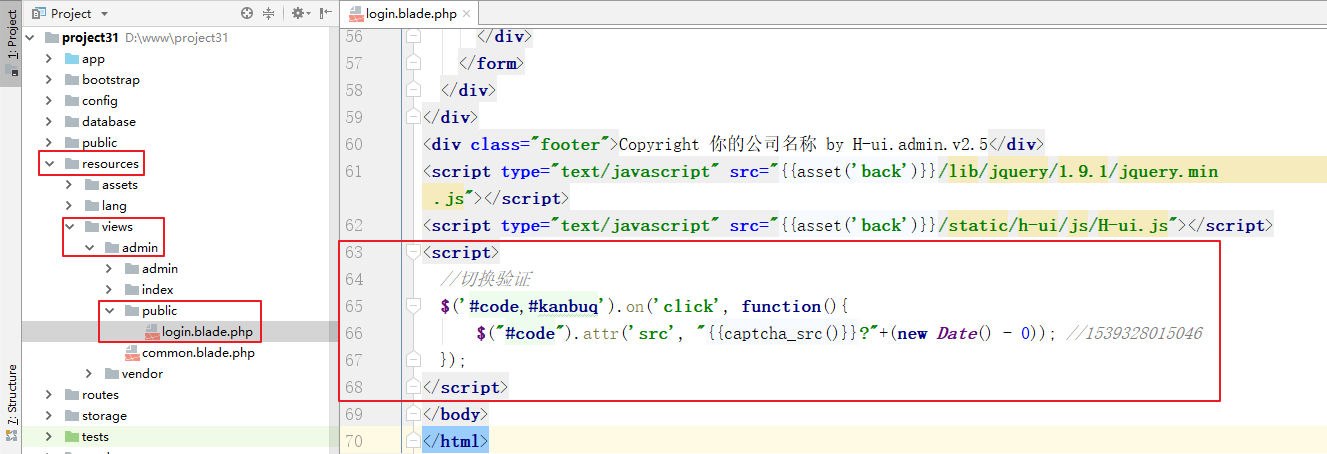 Project
login.blade.php
1: Project
7: Structure
project31 D:\www\project31
app
bootstrap
config
database
public
resources
assets
lang
views
admin
admin
index
public
login.blade.php
common.blade.php
vendor
routes
storage
tests
56 </div>
57 </form>
58 </div>
59 </div>
60 <div class="footer">Copyright 你的公司名称 by H-ui.admin.v2.5</div>
61 <script type="text/javascript" src="{{asset('back')}}/lib/jquery/1.9.1/jquery.min
.js"></script>
62 <script type="text/javascript" src="{{asset('back')}}/static/h-ui/js/H-ui.js"></script>
63 <script>
64 //切换验证
65 $('#code,#kanbuq').on('click', function(){
66 $("#code").attr('src', "{{captcha_src()}}?"+(new Date() - 0)); //1539328015046
67 });
68 </script>
69 </body>
70 </html>